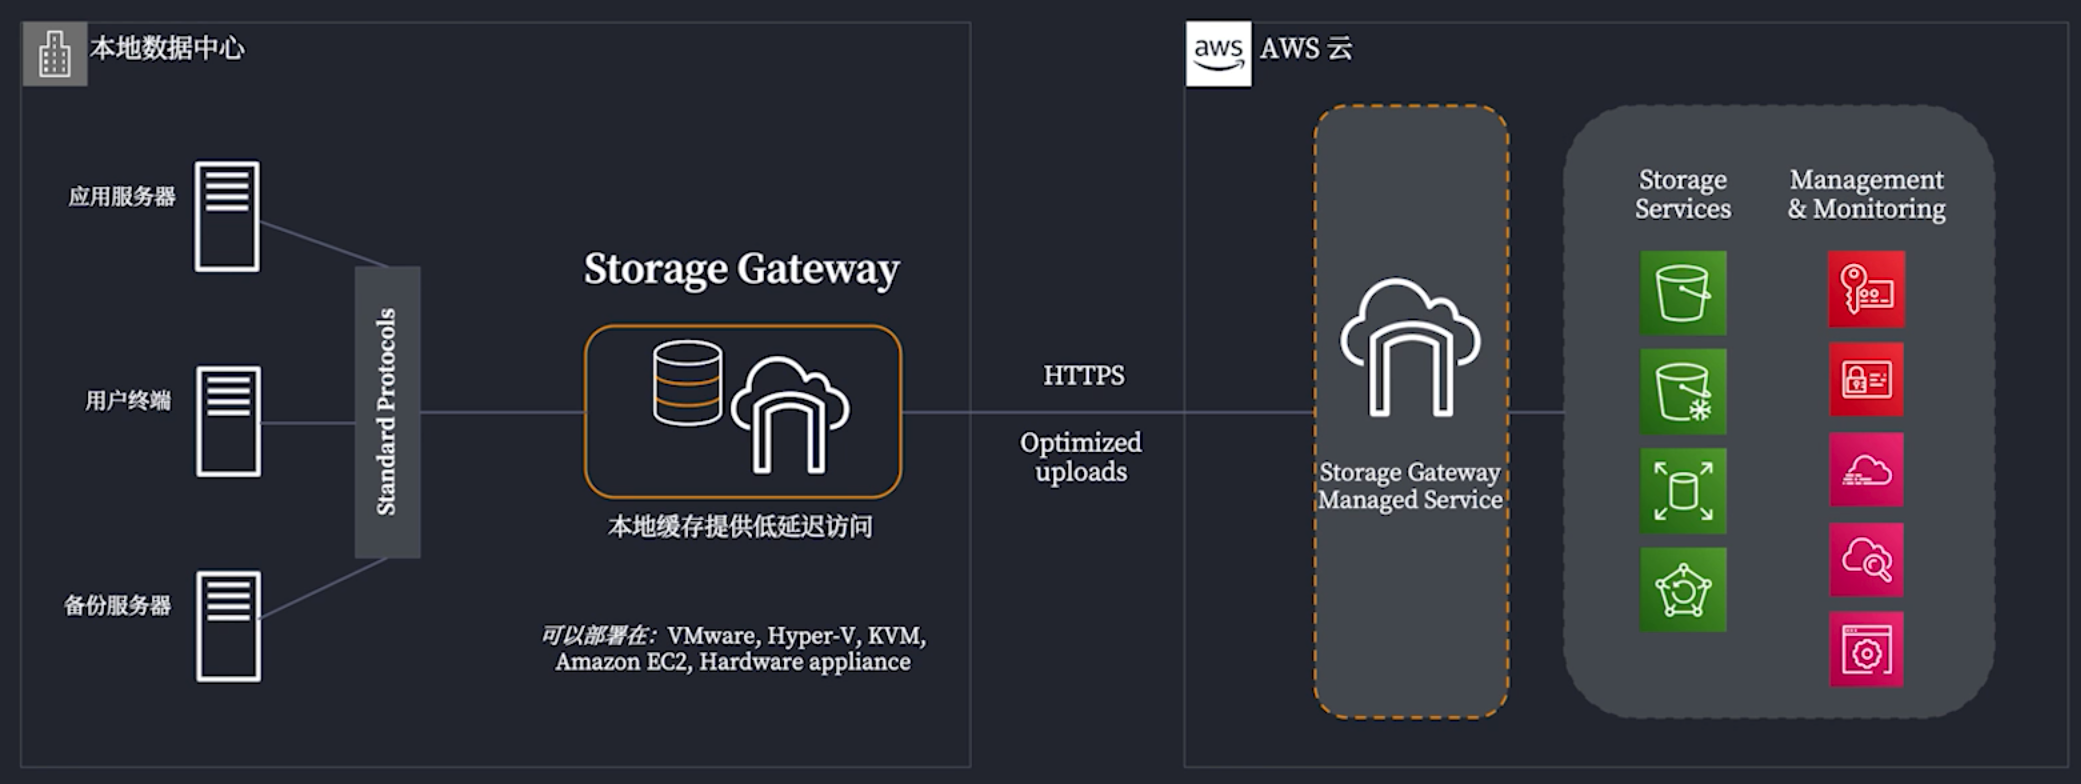 本地数据中心
应用服务器
用户终端
备份服务器
Standard Protocols
Storage Gateway
本地缓存提供低延迟访问
可以部署在：VMware, Hyper-V, KVM,
Amazon EC2, Hardware appliance
HTTPS
Optimized
uploads
aws
AWS 云
Storage Gateway
Managed Service
Storage
Services
Management
& Monitoring